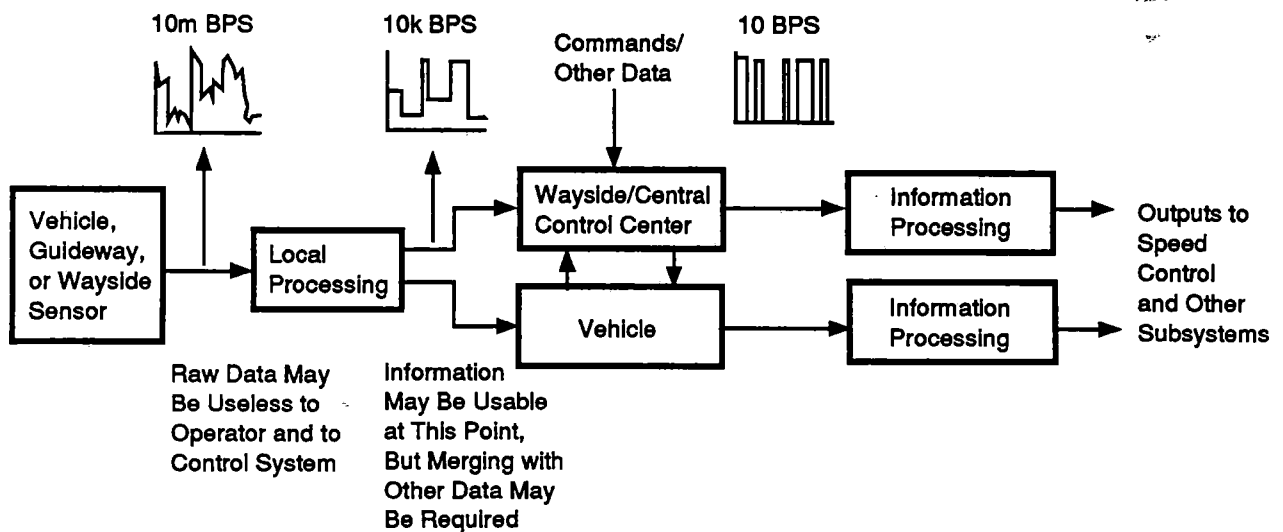 10m BPS
10k BPS
Commands/
Other Data
10 BPS
Vehicle,
Guideway,
or Wayside
Sensor
Local
Processing
Wayside/Central
Control Center
Vehicle
Information
Processing
Information
Processing
Outputs to
Speed
Control
and Other
Subsystems
Raw Data May
Be Useless to
Operator and to
Control System
Information
May Be Usable
at This Point,
But Merging with
Other Data May
Be Required